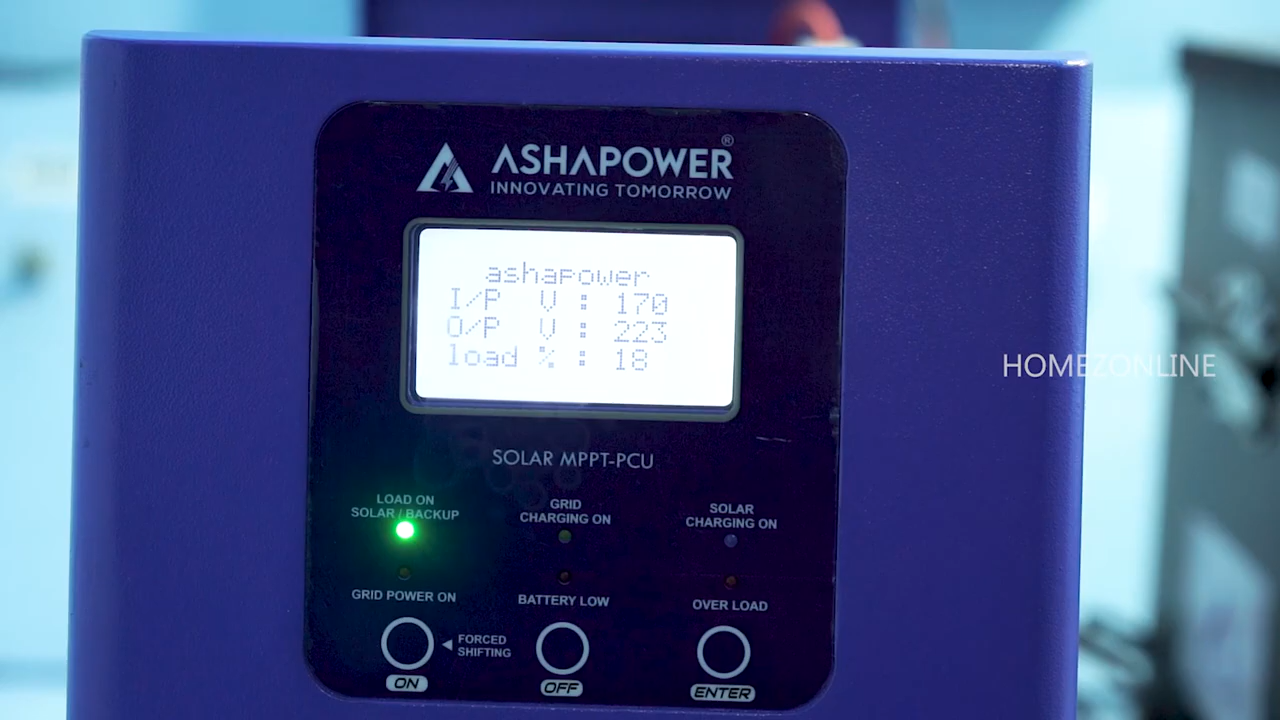 ASHAPOWER®
INNOVATING TOMORROW
ashapower
I/P V : 170
O/P V : 223
load % : 18
HOMEZONLINE
SOLAR MPPT-PCU
LOAD ON
SOLAR / BACKUP
GRID
CHARGING ON
SOLAR
CHARGING ON
GRID POWER ON
BATTERY LOW
OVER LOAD
FORCED
SHIFTING
ON
OFF
ENTER